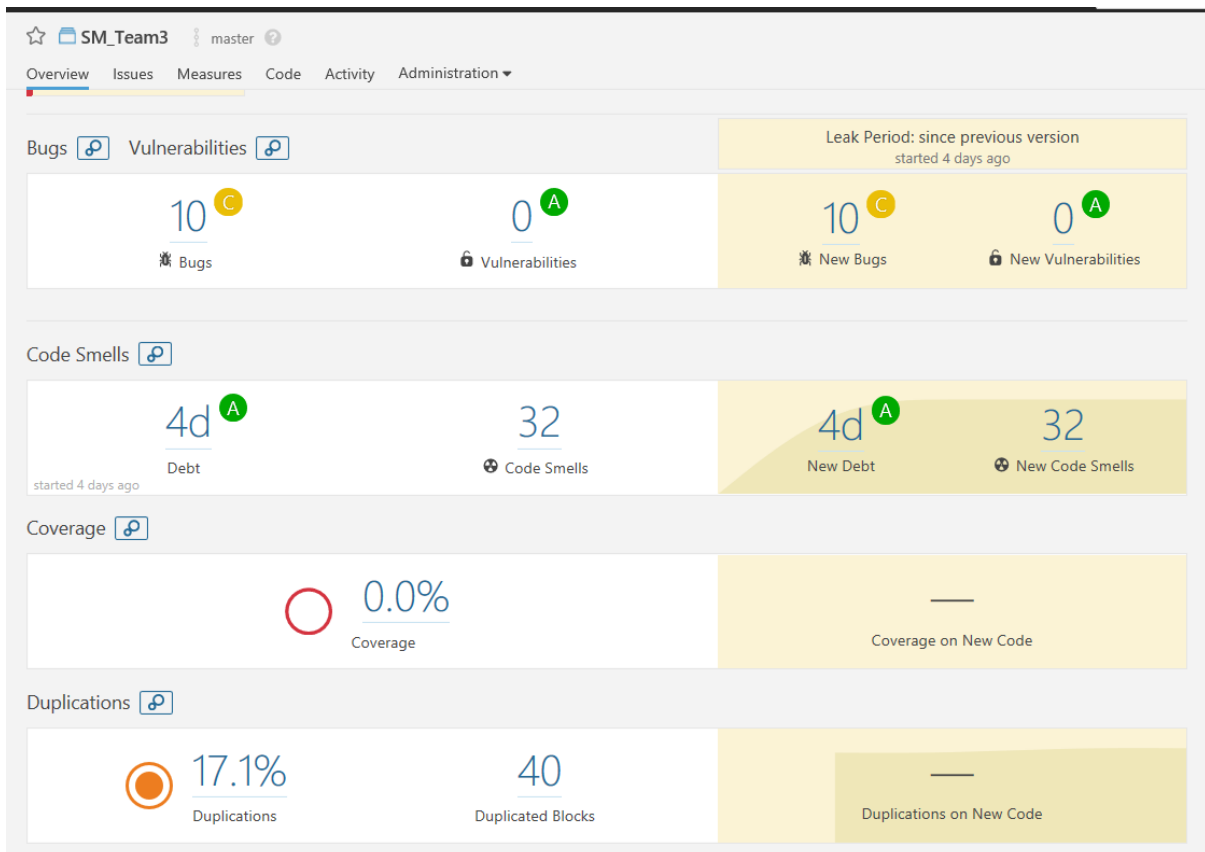 SM_Team3 master ?
Overview Issues Measures Code Activity Administration
Bugs Vulnerabilities
Leak Period: since previous version
started 4 days ago
10 C 0 A 10 C 0 A
Bugs Vulnerabilities New Bugs New Vulnerabilities
Code Smells
4d A 32 4d A 32
Debt Code Smells New Debt New Code Smells
started 4 days ago
Coverage
0.0% —
Coverage Coverage on New Code
Duplications
17.1% 40 —
Duplications Duplicated Blocks Duplications on New Code